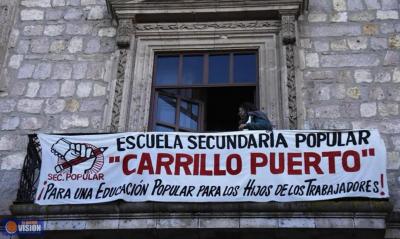 ESCUELA SECUNDARIA POPULAR
"CARRILLO PUERTO"
SEC. POPULAR
¡PARA UNA EDUCACIÓN POPULAR PARA LOS HIJOS DE LOS TRABAJADORES!
VISION